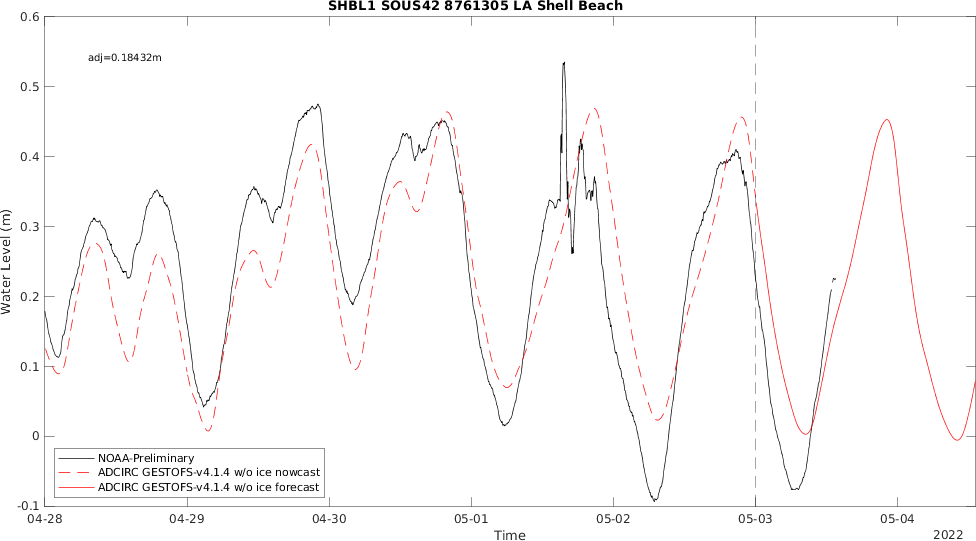 SHBL1 SOUS42 8761305 LA Shell Beach
adj=0.18432m
Water Level (m)
0.6
0.5
0.4
0.3
0.2
0.1
0
-0.1
NOAA-Preliminary
ADCIRC GESTOFS-v4.1.4 w/o ice nowcast
ADCIRC GESTOFS-v4.1.4 w/o ice forecast
04-28 04-29 04-30 05-01 05-02 05-03 05-04
Time
2022